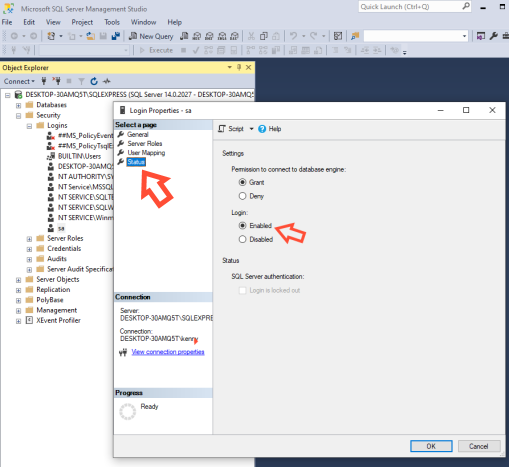 Microsoft SQL Server Management Studio
Quick Launch (Ctrl+Q)
File Edit View Project Tools Window Help
New Query
Execute
Object Explorer
Connect
DESKTOP-30AMQ5T\SQLEXPRESS (SQL Server 14.0.2027 - DESKTOP-30AMQ5
Databases
Security
Logins
##MS_PolicyEvent
##MS_PolicyTsqlE
BUILTIN\Users
DESKTOP-30AMQ
NT AUTHORITY\SY
NT Service\MSSQL
NT SERVICE\SQLTE
NT SERVICE\SQLW
NT SERVICE\Winm
sa
Server Roles
Credentials
Audits
Server Audit Specifica
Server Objects
Replication
PolyBase
Management
XEvent Profiler
Login Properties - sa
Select a page
General
Server Roles
User Mapping
Status
Script Help
Settings
Permission to connect to database engine:
Grant
Deny
Login:
Enabled
Disabled
Status
SQL Server authentication:
Login is locked out
Connection
Server:
DESKTOP-30AMQ5T\SQLEXPRE
Connection:
DESKTOP-30AMQ5T\kenny
View connection properties
Progress
Ready
OK Cancel